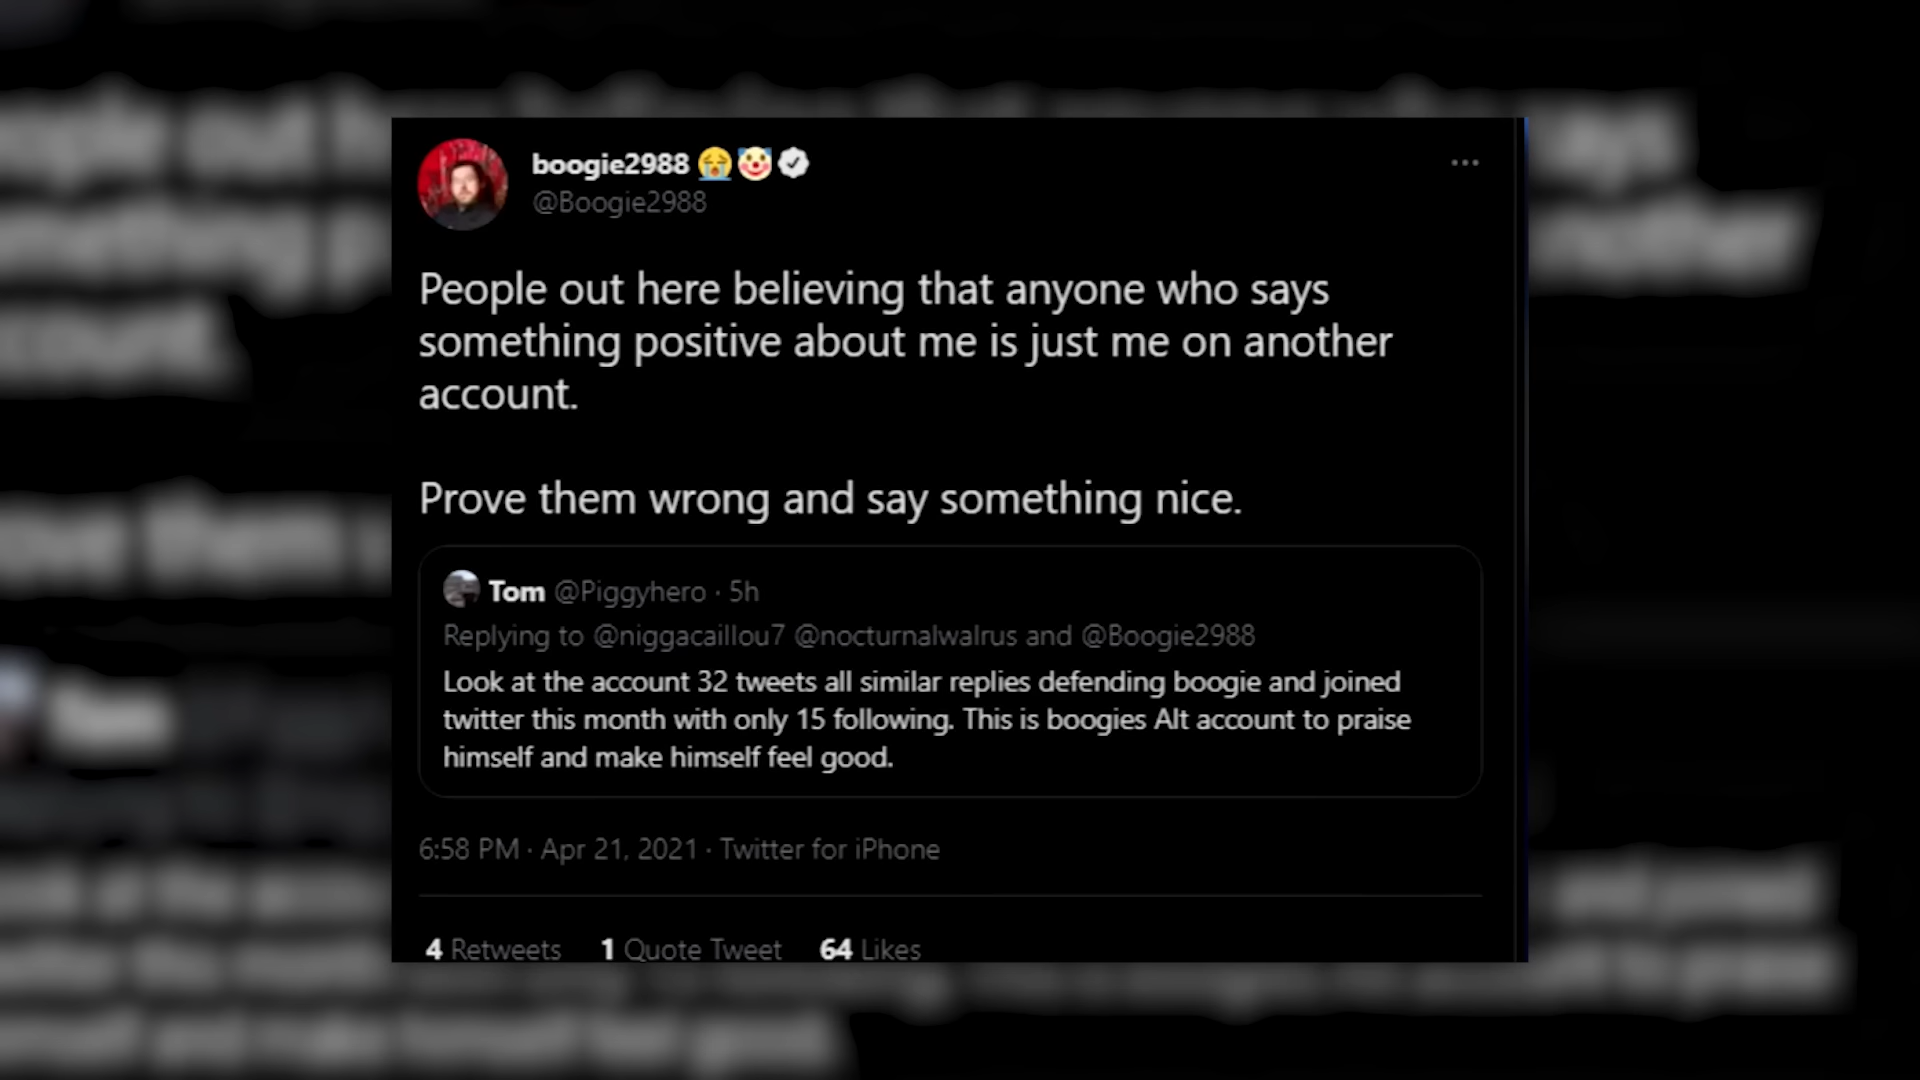 boogie2988 😭🤡
@Boogie2988
People out here believing that anyone who says
something positive about me is just me on another
account.
Prove them wrong and say something nice.
Tom @Piggyhero · 5h
Replying to @niggacaillou7 @nocturnalwalrus and @Boogie2988
Look at the account 32 tweets all similar replies defending boogie and joined
twitter this month with only 15 following. This is boogies Alt account to praise
himself and make himself feel good.
6:58 PM · Apr 21, 2021 · Twitter for iPhone
4 Retweets 1 Quote Tweet 64 Likes